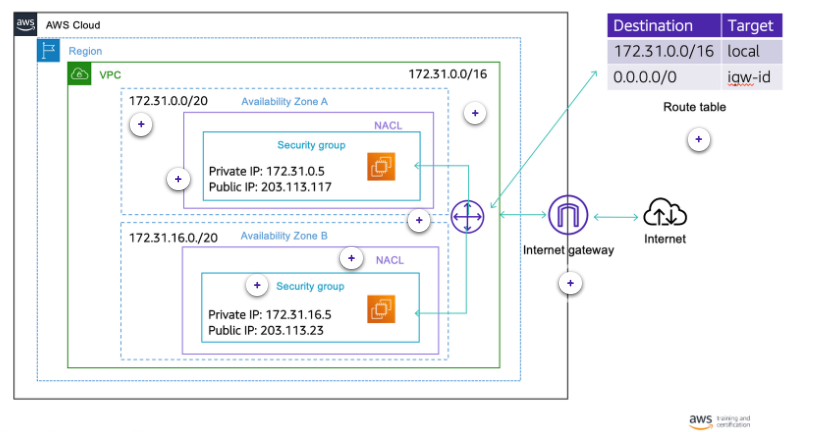 aws
AWS Cloud
Region
VPC
172.31.0.0/16
172.31.0.0/20
Availability Zone A
NACL
Security group
Private IP: 172.31.0.5
Public IP: 203.113.117
172.31.16.0./20
Availability Zone B
NACL
Security group
Private IP: 172.31.16.5
Public IP: 203.113.23
Destination Target
172.31.0.0/16 local
0.0.0.0/0 igw-id
Route table
Internet gateway
Internet
aws training and
certification